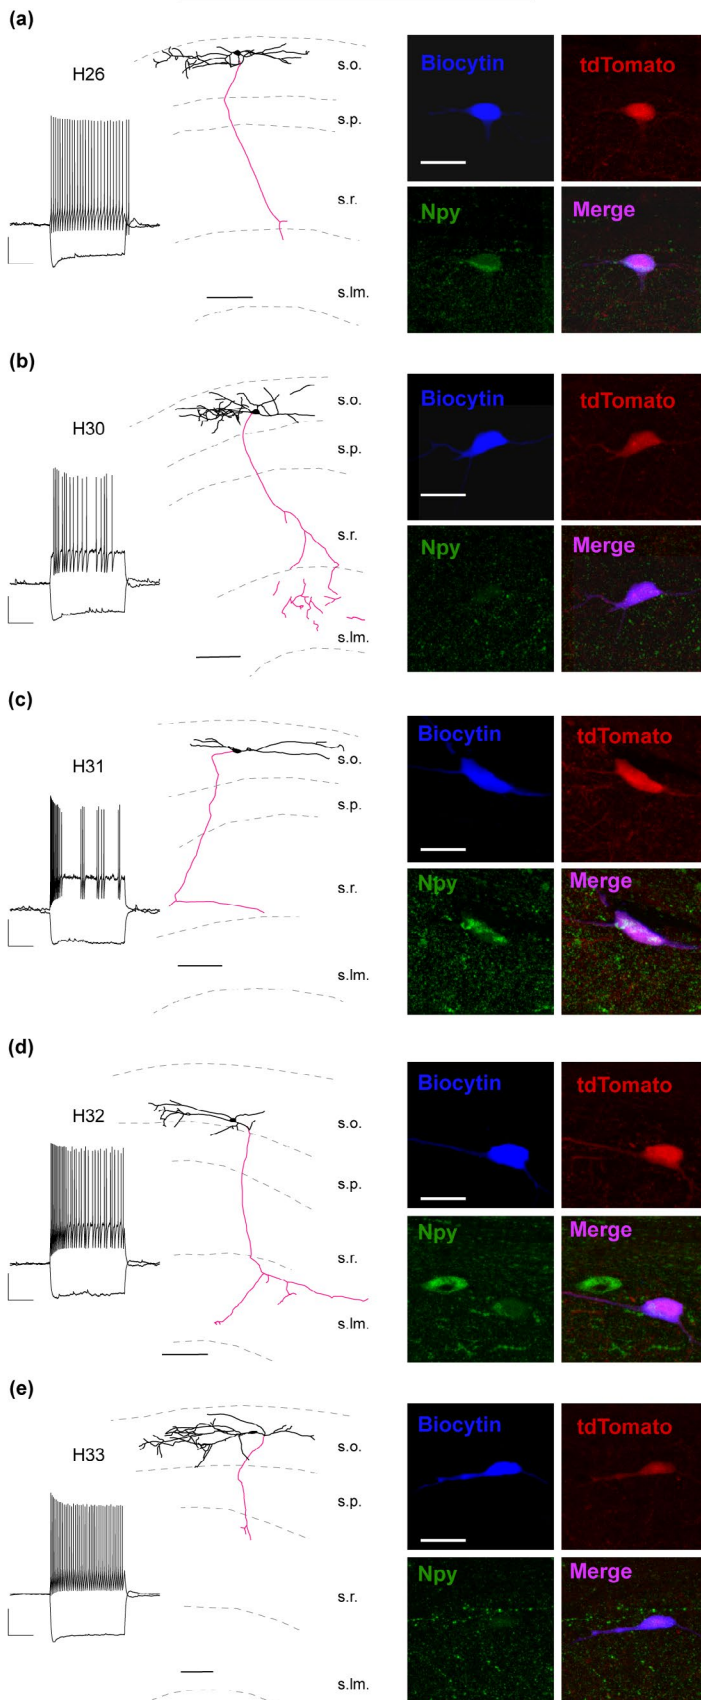 (a)
H26
s.o.
s.p.
s.r.
s.lm.
Biocytin
tdTomato
Npy
Merge
(b)
H30
s.o.
s.p.
s.r.
s.lm.
Biocytin
tdTomato
Npy
Merge
(c)
H31
s.o.
s.p.
s.r.
s.lm.
Biocytin
tdTomato
Npy
Merge
(d)
H32
s.o.
s.p.
s.r.
s.lm.
Biocytin
tdTomato
Npy
Merge
(e)
H33
s.o.
s.p.
s.r.
s.lm.
Biocytin
tdTomato
Npy
Merge